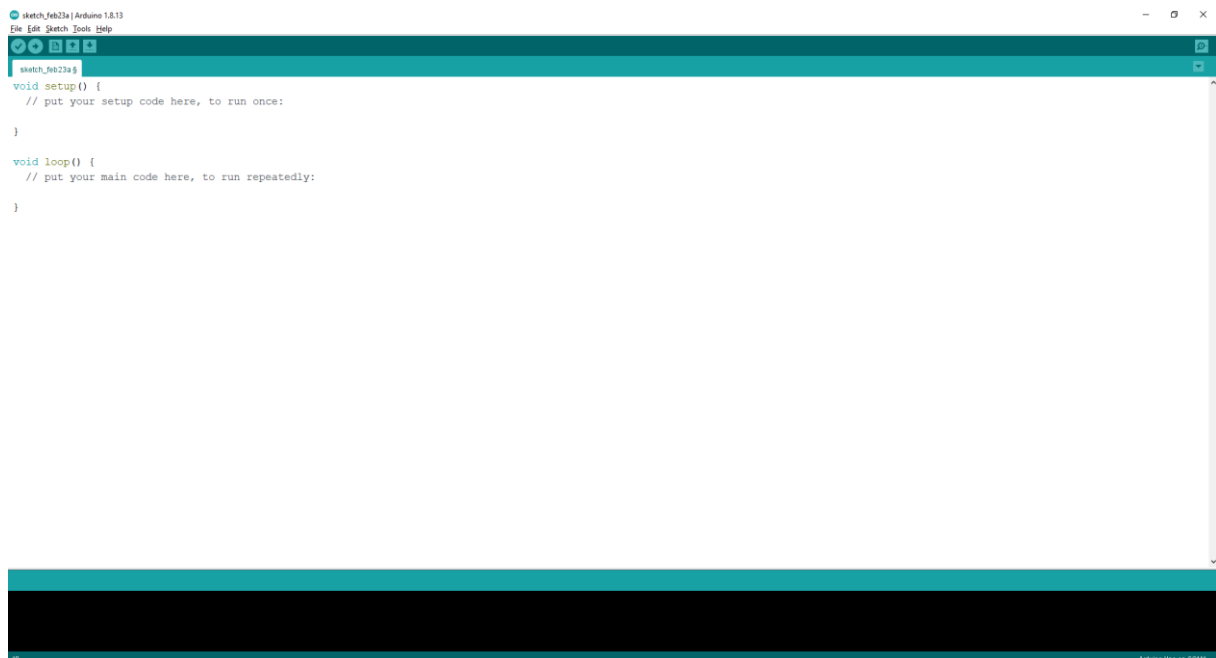 sketch_feb23a | Arduino 1.8.13
File Edit Sketch Tools Help
sketch_feb23a §
void setup() {
  // put your setup code here, to run once:
}
void loop() {
  // put your main code here, to run repeatedly:
}